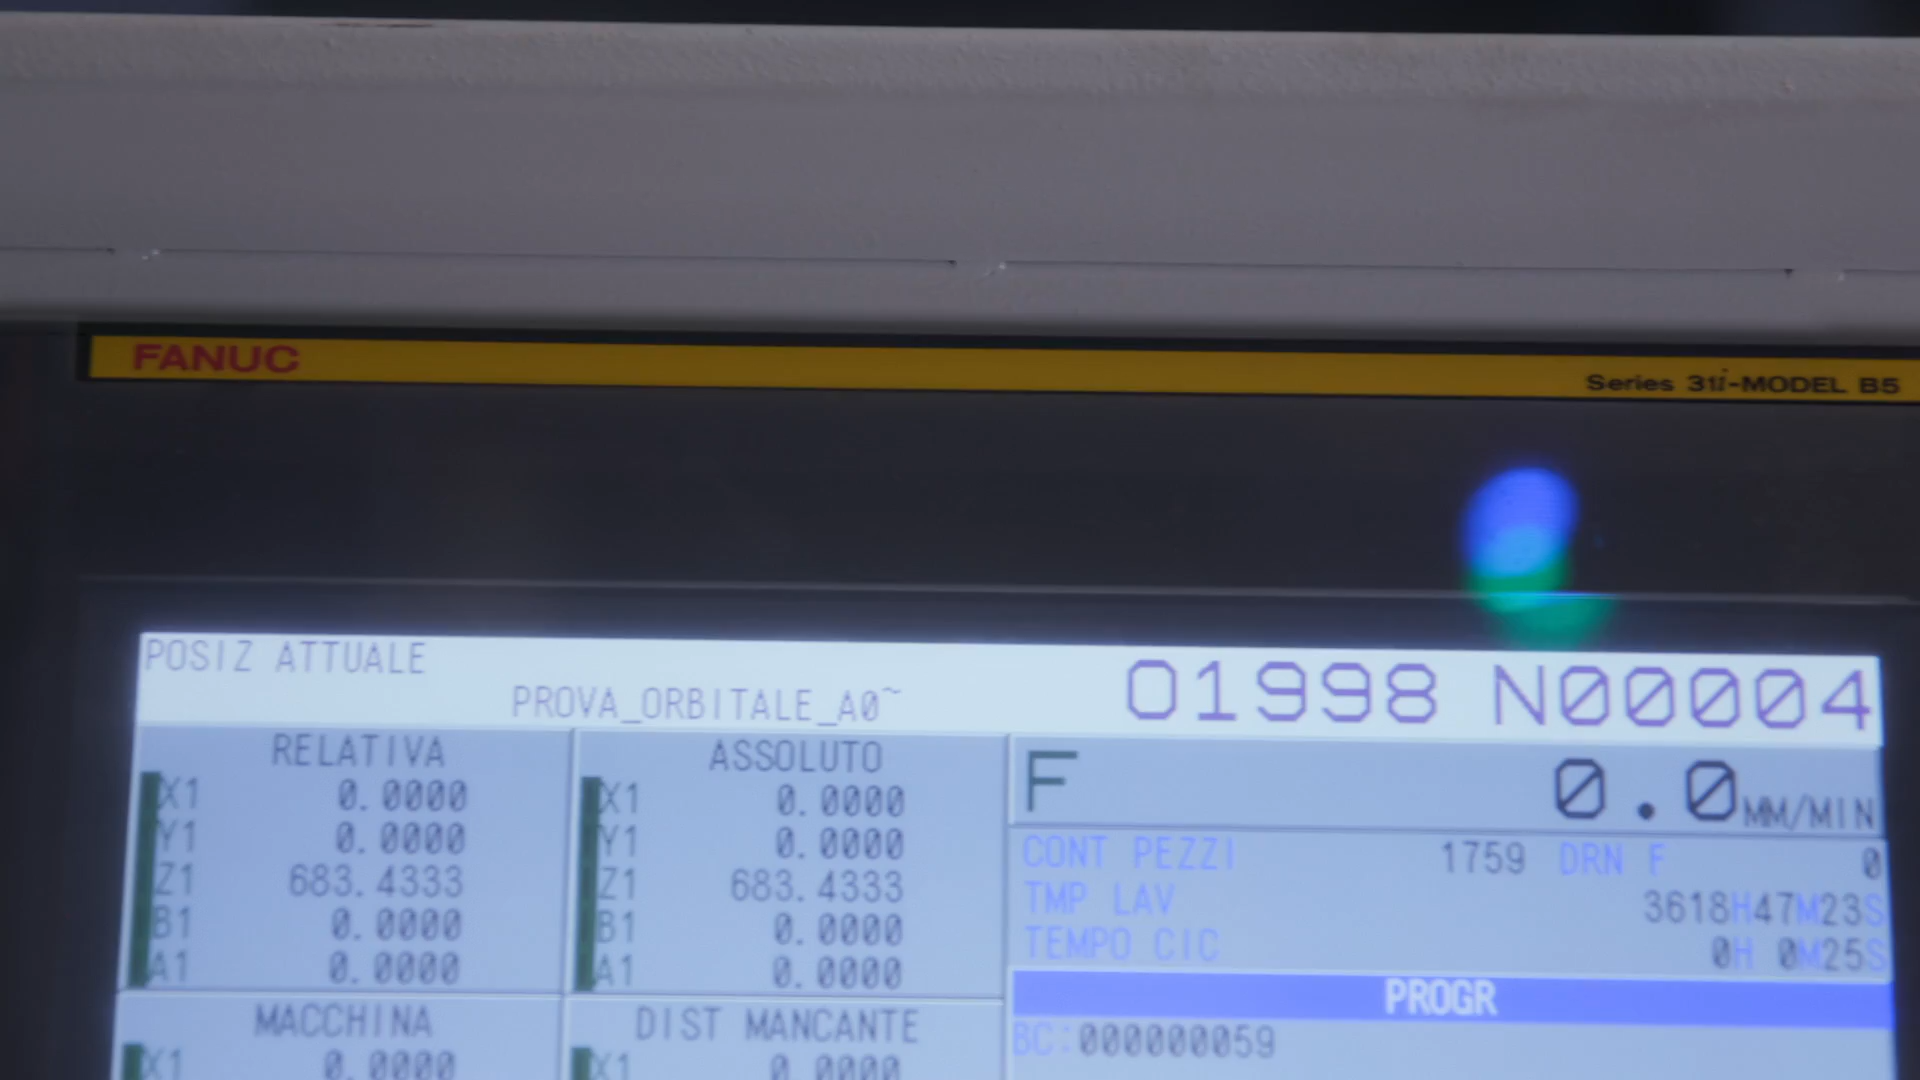 FANUC
Series 31i-MODEL B5
POSIZ ATTUALE
PROVA_ORBITALE_A0~
O1998 N00004
RELATIVA
X1 0.0000
Y1 0.0000
Z1 683.4333
B1 0.0000
A1 0.0000
ASSOLUTO
X1 0.0000
Y1 0.0000
Z1 683.4333
B1 0.0000
A1 0.0000
F 0.0 MM/MIN
CONT PEZZI 1759 DRN F 0
TMP LAV 3618H47M23S
TEMPO CIC 0H 0M25S
PROGR
BC:000000059
MACCHINA
X1 0.0000
DIST MANCANTE
X1 0.0000